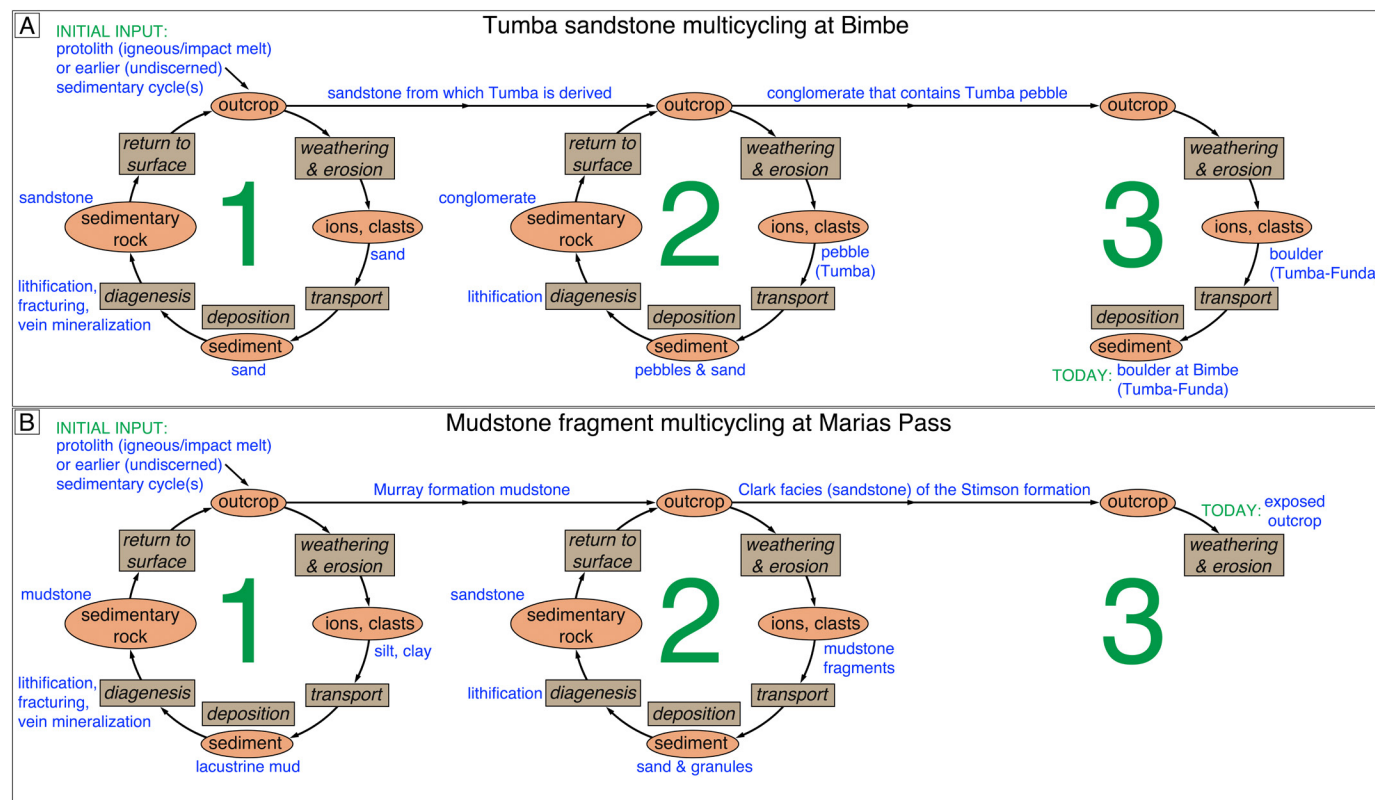 A
Tumba sandstone multicycling at Bimbe
INITIAL INPUT:
protolith (igneous/impact melt)
or earlier (undiscerned)
sedimentary cycle(s)
outcrop
sandstone from which Tumba is derived
outcrop
conglomerate that contains Tumba pebble
outcrop
return to
surface
weathering
& erosion
return to
surface
weathering
& erosion
weathering
& erosion
sandstone
sedimentary
rock
1
ions, clasts
sand
conglomerate
sedimentary
rock
2
ions, clasts
pebble
(Tumba)
3
ions, clasts
boulder
(Tumba-Funda)
lithification,
fracturing,
vein mineralization
diagenesis
deposition
transport
sediment
sand
lithification
diagenesis
deposition
transport
sediment
pebbles & sand
transport
deposition
sediment
TODAY: boulder at Bimbe
(Tumba-Funda)
B
Mudstone fragment multicycling at Marias Pass
INITIAL INPUT:
protolith (igneous/impact melt)
or earlier (undiscerned)
sedimentary cycle(s)
outcrop
Murray formation mudstone
outcrop
Clark facies (sandstone) of the Stimson formation
outcrop
TODAY: exposed
outcrop
return to
surface
weathering
& erosion
return to
surface
weathering
& erosion
weathering
& erosion
mudstone
sedimentary
rock
1
ions, clasts
silt, clay
sandstone
sedimentary
rock
2
ions, clasts
mudstone
fragments
3
lithification,
fracturing,
vein mineralization
diagenesis
deposition
transport
sediment
lacustrine mud
lithification
diagenesis
deposition
transport
sediment
sand & granules